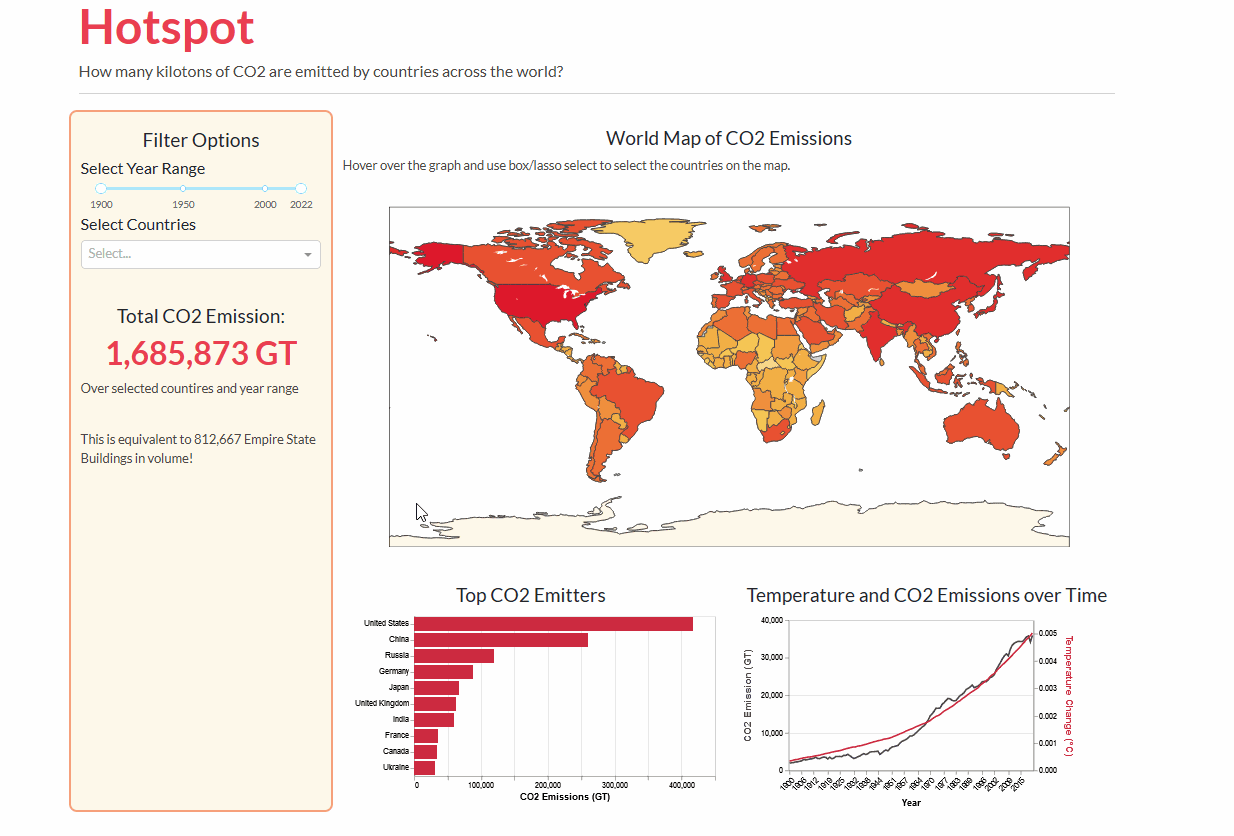 Hotspot
How many kilotons of CO2 are emitted by countries across the world?
Filter Options
Select Year Range
1900 1950 2000 2022
Select Countries
Select...
Total CO2 Emission:
1,685,873 GT
Over selected countires and year range
This is equivalent to 812,667 Empire State
Buildings in volume!
World Map of CO2 Emissions
Hover over the graph and use box/lasso select to select the countries on the map.
Top CO2 Emitters
United States
China
Russia
Germany
Japan
United Kingdom
India
France
Canada
Ukraine
0 100,000 200,000 300,000 400,000
CO2 Emissions (GT)
Temperature and CO2 Emissions over Time
CO2 Emission (GT)
40,000
30,000
20,000
10,000
0
0.005
0.004
0.003
0.002
0.001
0.000
Temperature Change (°C)
1900 1906 1912 1919 1925 1932 1938 1944 1951 1957 1964 1970 1977 1983 1989 1996 2002 2009 2015
Year